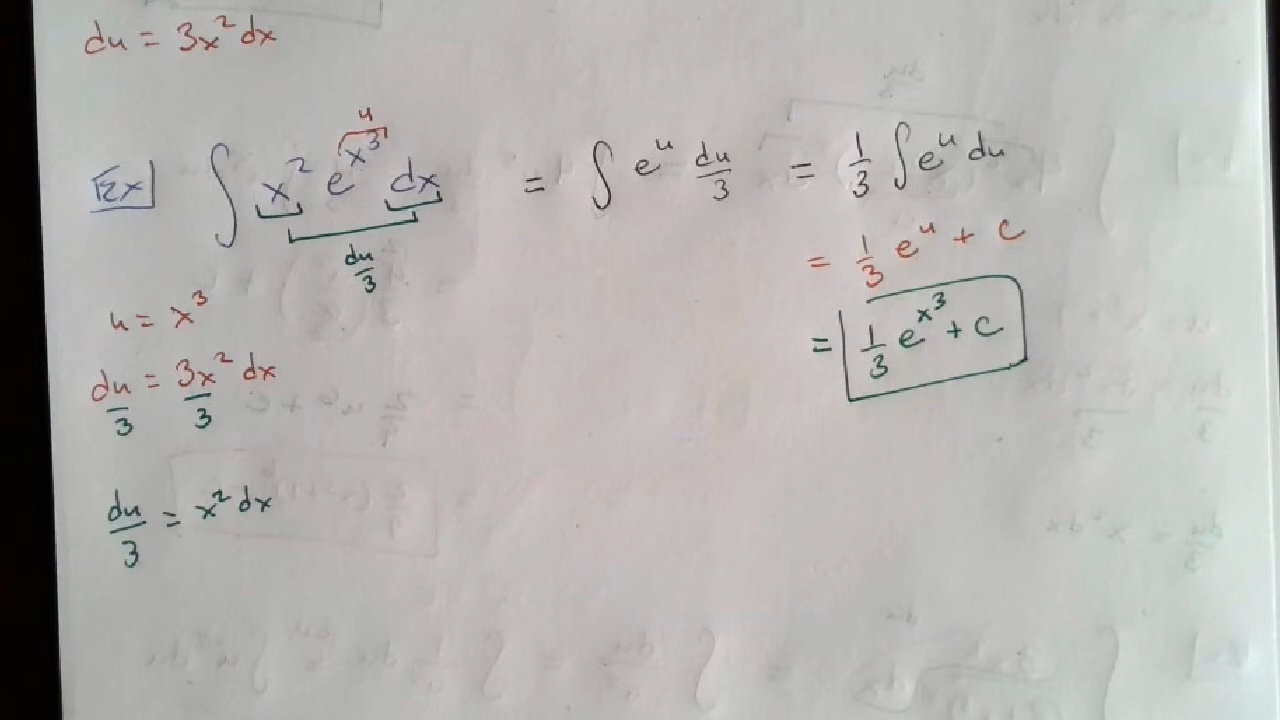 du = 3x² dx
Ex ∫ x² e^{x³} dx = ∫ e^u du/3 = 1/3 ∫ e^u du
u
du/3
= 1/3 e^u + c
= 1/3 e^{x³} + c
u = x³
du/3 = 3x² dx/3
du/3 = x² dx